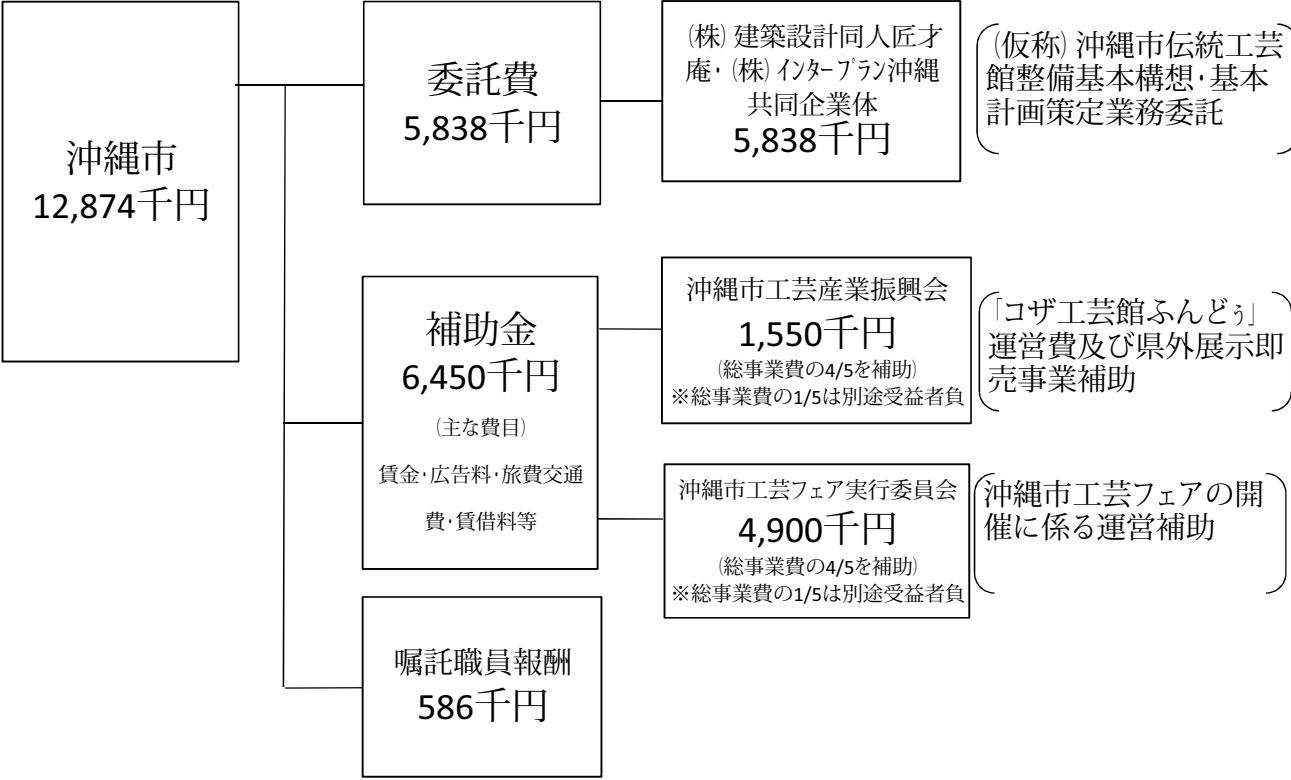 沖縄市
12,874千円
委託費
5,838千円
(株) 建築設計同人匠才
庵・(株) インタープラン沖縄
共同企業体
5,838千円
(仮称) 沖縄市伝統工芸
館整備基本構想・基本
計画策定業務委託
補助金
6,450千円
(主な費目)
賃金・広告料・旅費交通
費・賃借料等
沖縄市工芸産業振興会
1,550千円
(総事業費の4/5を補助)
※総事業費の1/5は別途受益者負
「コザ工芸館ふんどぅ」
運営費及び県外展示即
売事業補助
沖縄市工芸フェア実行委員会
4,900千円
(総事業費の4/5を補助)
※総事業費の1/5は別途受益者負
沖縄市工芸フェアの開
催に係る運営補助
嘱託職員報酬
586千円